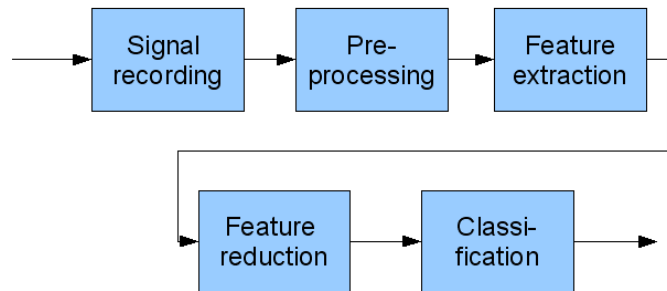 Signal
recording
Pre-
processing
Feature
extraction
Feature
reduction
Classi-
fication